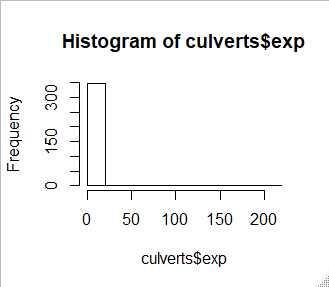 Histogram of culverts$exp
Frequency
300
150
0
0 50 100 150 200
culverts$exp